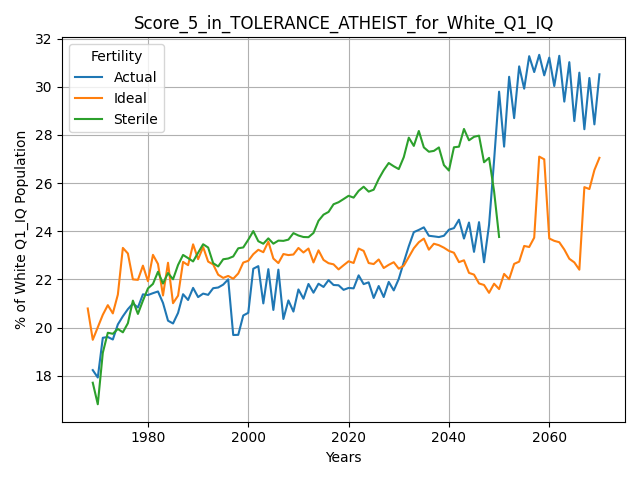 Score_5_in_TOLERANCE_ATHEIST_for_White_Q1_IQ
Fertility
Actual
Ideal
Sterile
% of White Q1_IQ Population
32
30
28
26
24
22
20
18
1980
2000
2020
2040
2060
Years